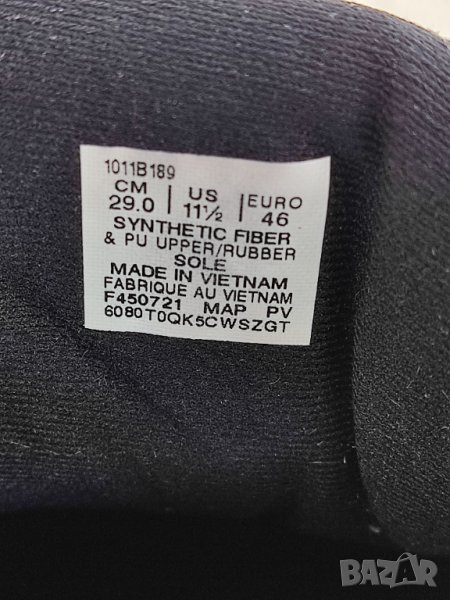 1011B189
CM | US | EURO
29.0 | 11½ | 46
SYNTHETIC FIBER
& PU UPPER/RUBBER
SOLE
MADE IN VIETNAM
FABRIQUE AU VIETNAM
F450721 MAP PV
6080T0QK5CWSZGT
BAZAR